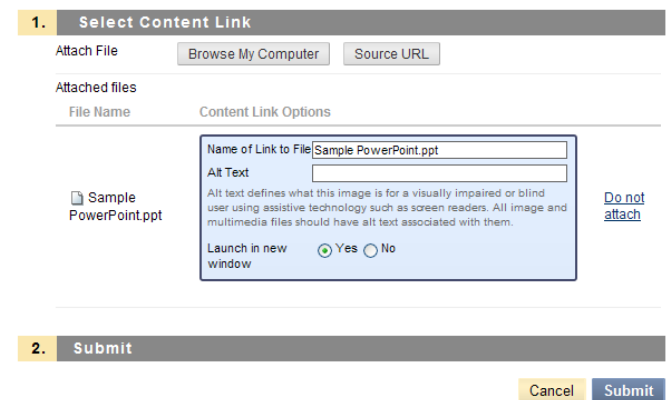 1. Select Content Link
Attach File Browse My Computer Source URL
Attached files
File Name Content Link Options
Name of Link to File Sample PowerPoint.ppt
Alt Text
Alt text defines what this image is for a visually impaired or blind
user using assistive technology such as screen readers. All image and
multimedia files should have alt text associated with them.
Sample
PowerPoint.ppt
Do not
attach
Launch in new
window
Yes No
2. Submit
Cancel Submit